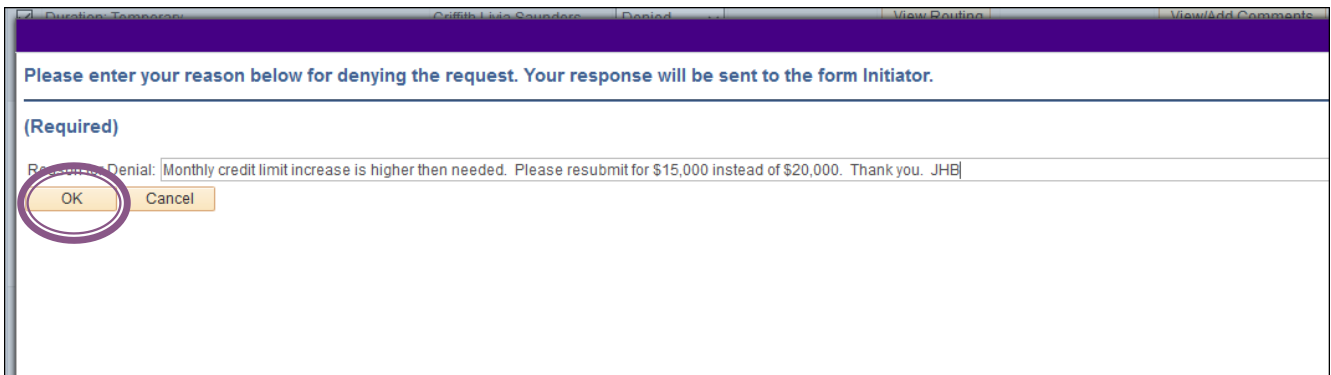 Duration: Temporary Griffith Livia Saunders Denied View Routing View/Add Comments
Please enter your reason below for denying the request. Your response will be sent to the form Initiator.
(Required)
Reason for Denial: Monthly credit limit increase is higher then needed. Please resubmit for $15,000 instead of $20,000. Thank you. JHB
OK Cancel